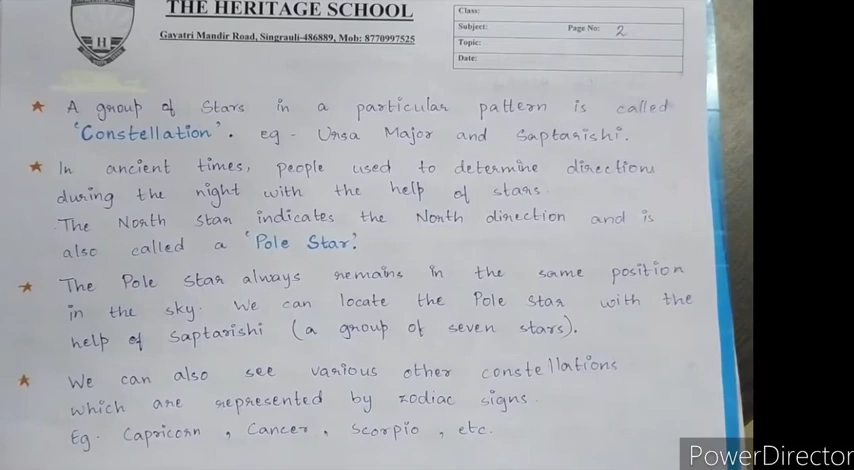 THE HERITAGE SCHOOL
Gayatri Mandir Road, Singrauli-486889, Mob: 8770997525
Class:
Subject:
Page No: 2
Topic:
Date:
H
★ A group of Stars in a particular pattern is called
'Constellation'. eg - Ursa Major and Saptarishi.
★ In ancient times, people used to determine directions
during the night with the help of stars.
The North Star indicates the North direction and is
also called a 'Pole Star'.
★ The Pole Star always remains in the same position
in the sky. We can locate the Pole Star with the
help of Saptarishi (a group of seven stars).
★ We can also see various other constellations
which are represented by zodiac signs.
Eg. Capricorn, Cancer, Scorpio, etc.
PowerDirector